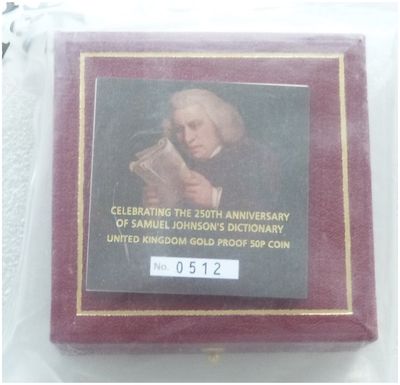 CELEBRATING THE 250TH ANNIVERSARY
OF SAMUEL JOHNSON'S DICTIONARY
UNITED KINGDOM GOLD PROOF 50P COIN
No. 0512